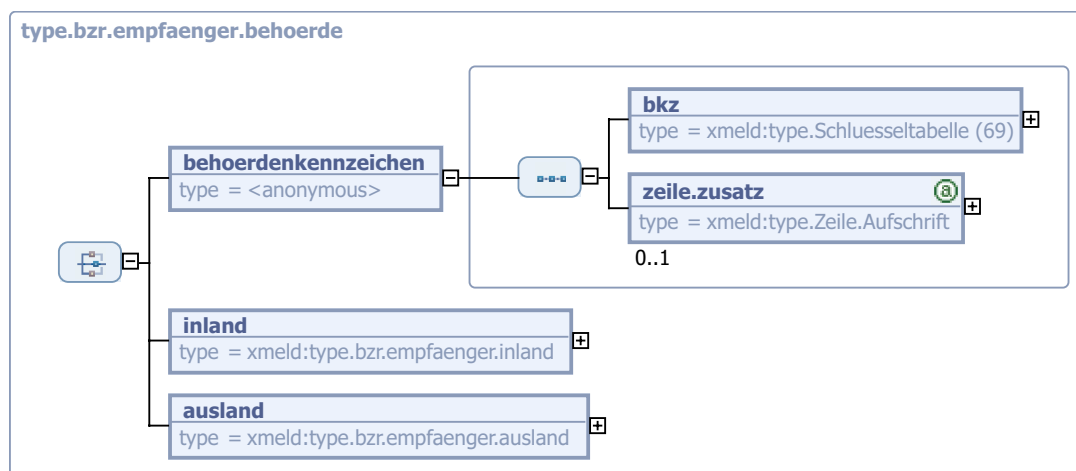 type.bzr.empfaenger.behoerde
bkz
type = xmeld:type.Schluesseltabelle (69)
behoerdenkennzeichen
type = <anonymous>
zeile.zusatz
@
type = xmeld:type.Zeile.Aufschrift
0..1
inland
type = xmeld:type.bzr.empfaenger.inland
ausland
type = xmeld:type.bzr.empfaenger.ausland